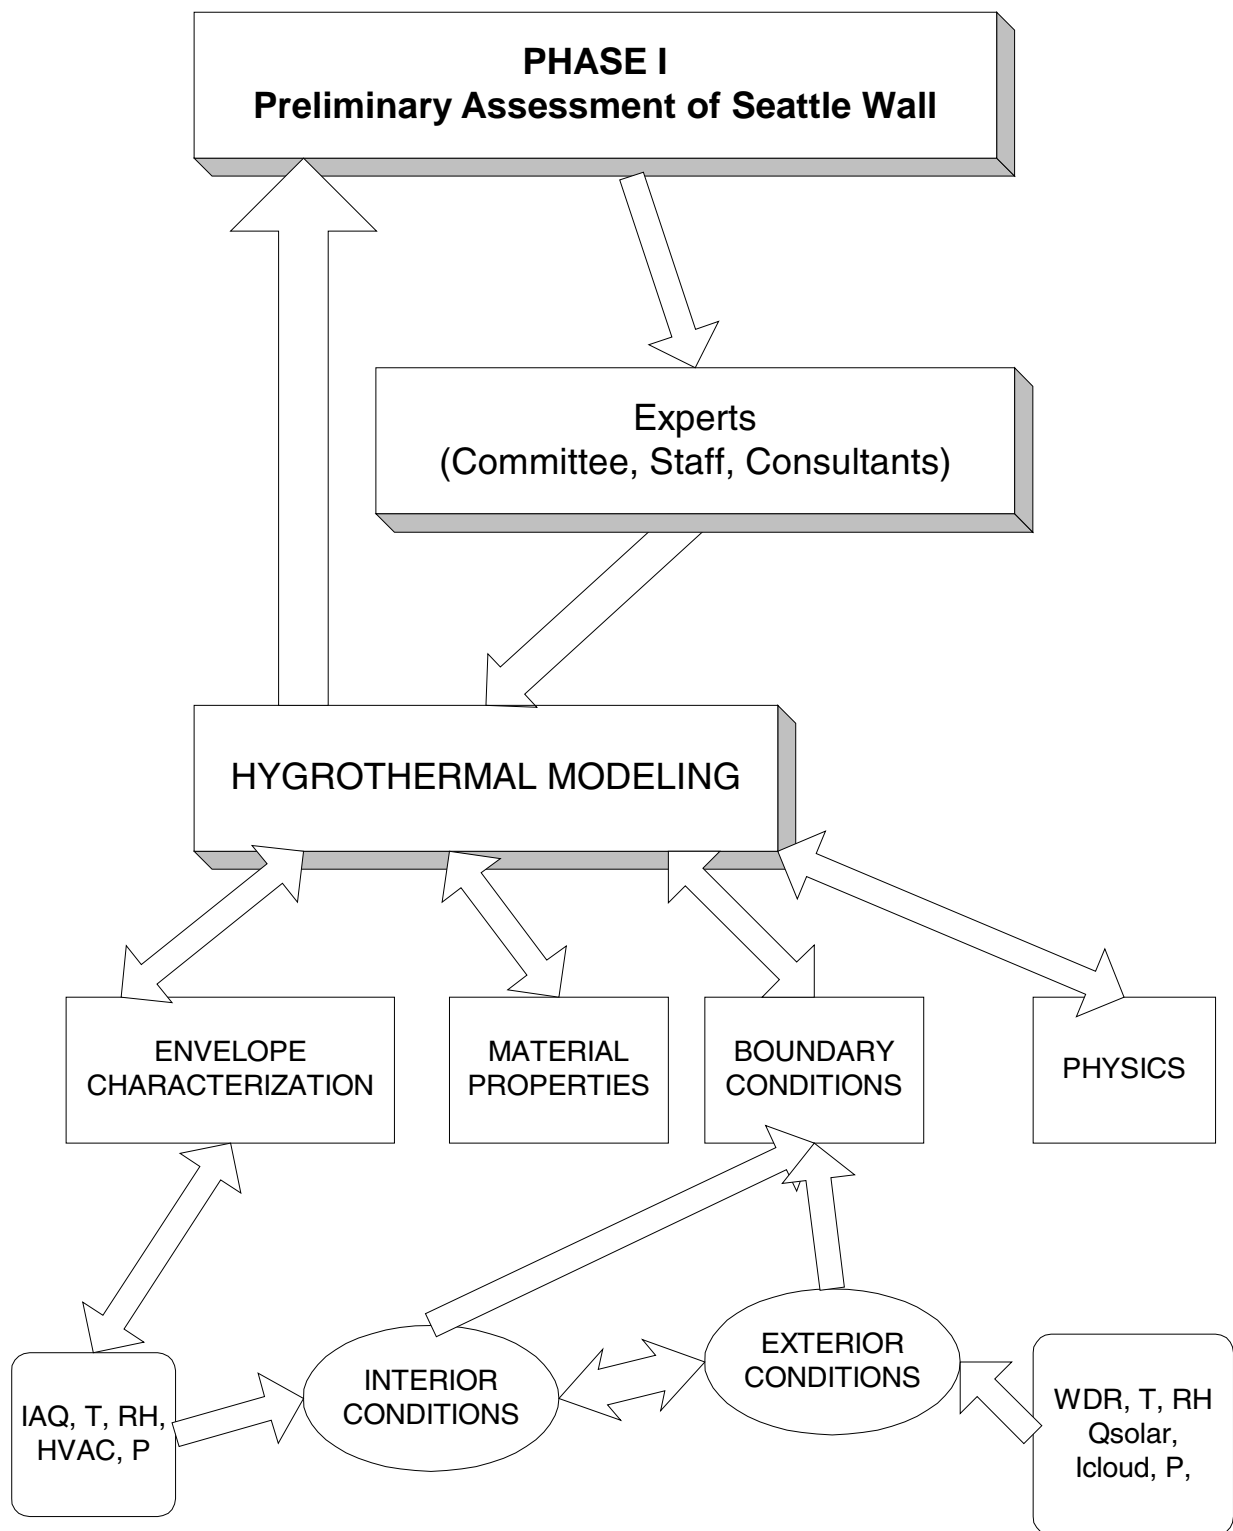 PHASE I
Preliminary Assessment of Seattle Wall
Experts
(Committee, Staff, Consultants)
HYGROTHERMAL MODELING
ENVELOPE
CHARACTERIZATION
MATERIAL
PROPERTIES
BOUNDARY
CONDITIONS
PHYSICS
IAQ, T, RH,
HVAC, P
INTERIOR
CONDITIONS
EXTERIOR
CONDITIONS
WDR, T, RH
Qsolar,
Icloud, P,